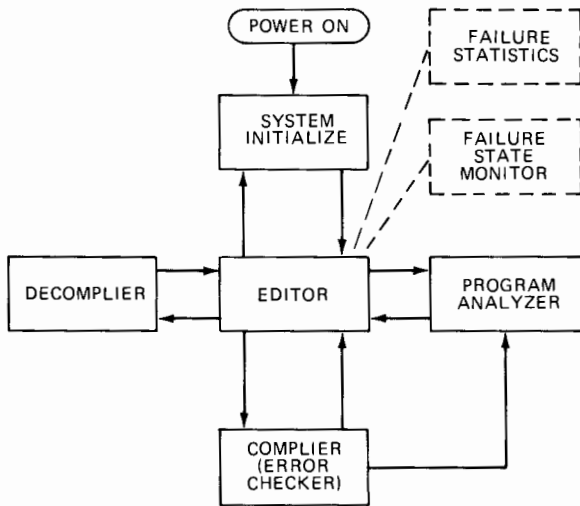 POWER ON
FAILURE
STATISTICS
SYSTEM
INITIALIZE
FAILURE
STATE
MONITOR
DECOMPLIER
EDITOR
PROGRAM
ANALYZER
COMPLIER
(ERROR
CHECKER)